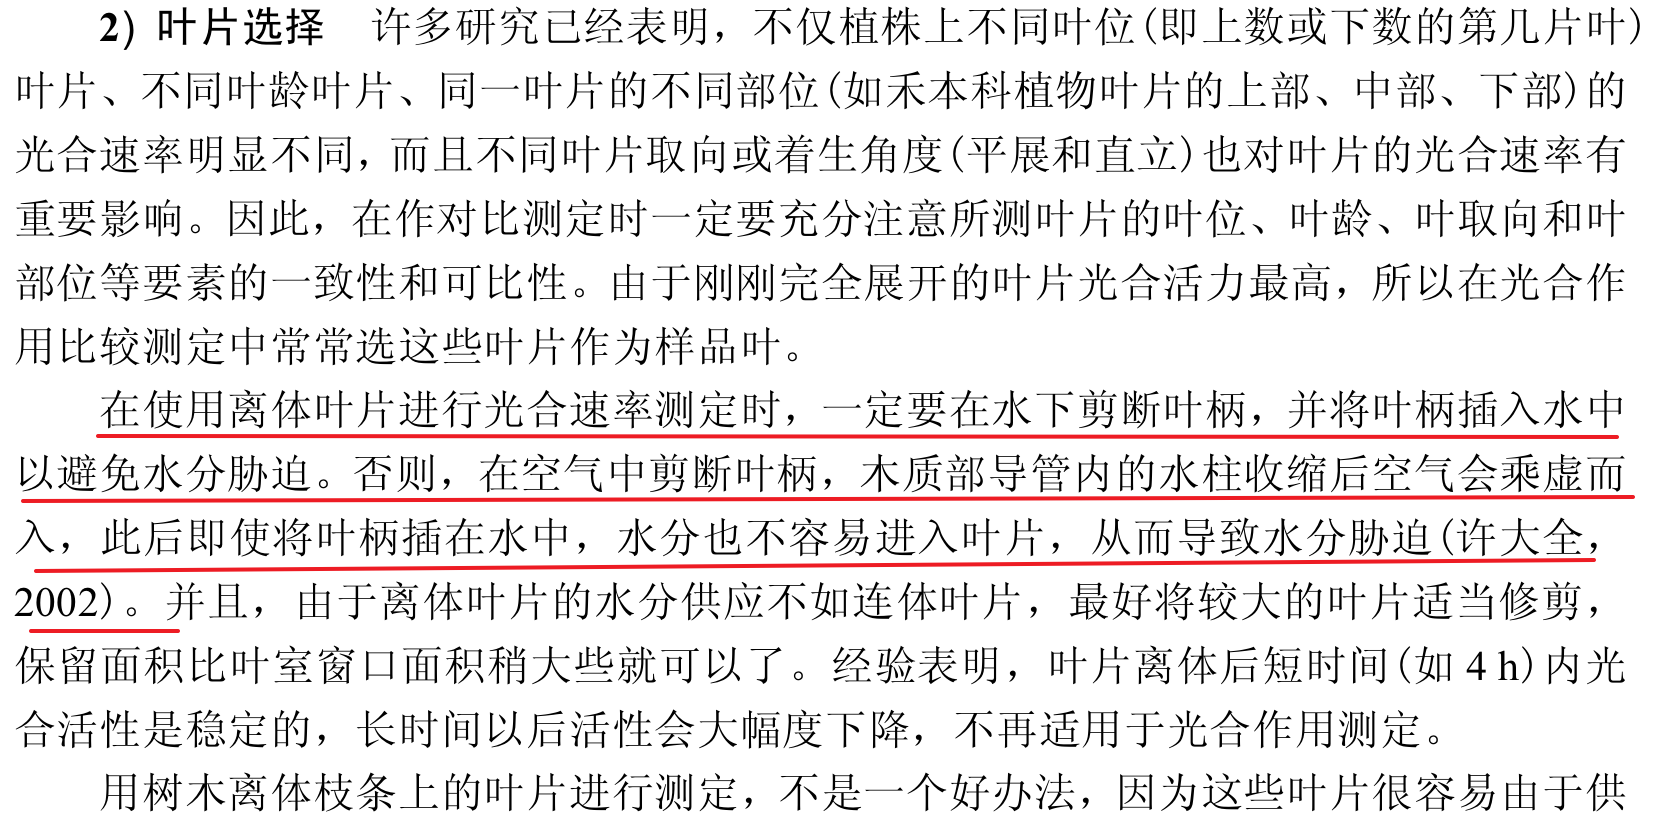 2) 叶片选择 许多研究已经表明，不仅植株上不同叶位(即上数或下数的第几片叶)
叶片、不同叶龄叶片、同一叶片的不同部位(如禾本科植物叶片的上部、中部、下部)的
光合速率明显不同，而且不同叶片取向或着生角度(平展和直立)也对叶片的光合速率有
重要影响。因此，在作对比测定时一定要充分注意所测叶片的叶位、叶龄、叶取向和叶
部位等要素的一致性和可比性。由于刚刚完全展开的叶片光合活力最高，所以在光合作
用比较测定中常常选这些叶片作为样品叶。
在使用离体叶片进行光合速率测定时，一定要在水下剪断叶柄，并将叶柄插入水中
以避免水分胁迫。否则，在空气中剪断叶柄，木质部导管内的水柱收缩后空气会乘虚而
入，此后即使将叶柄插在水中，水分也不容易进入叶片，从而导致水分胁迫(许大全，
2002)。并且，由于离体叶片的水分供应不如连体叶片，最好将较大的叶片适当修剪，
保留面积比叶室窗口面积稍大些就可以了。经验表明，叶片离体后短时间(如 4 h)内光
合活性是稳定的，长时间以后活性会大幅度下降，不再适用于光合作用测定。
用树木离体枝条上的叶片进行测定，不是一个好办法，因为这些叶片很容易由于供